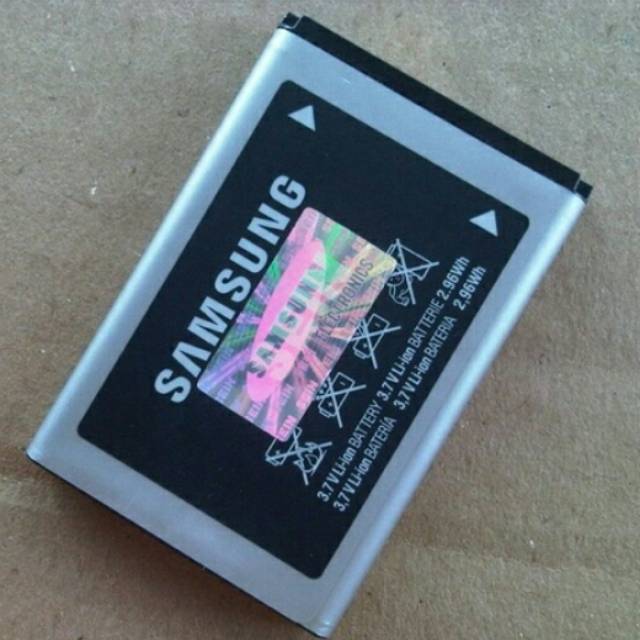 SAMSUNG
SAMSUNG
ELECTRONICS
3.7V Li-ion BATTERY 3.7V Li-ion BATTERIE 2.96Wh
3.7V Li-ion BATERIA 3.7V Li-ion BATERIA 2.96Wh